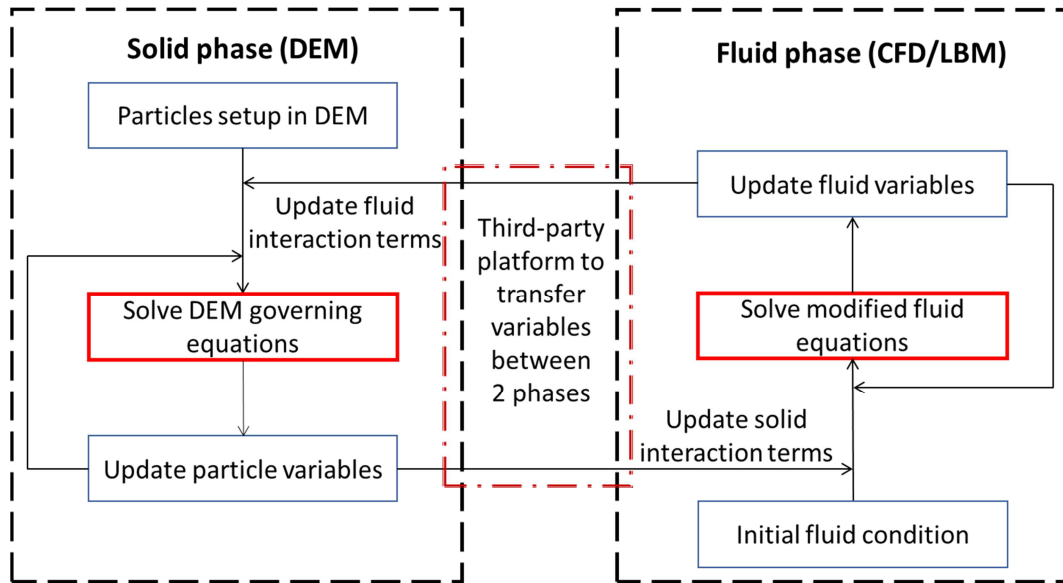 Solid phase (DEM)
Particles setup in DEM
Update fluid
interaction terms
Solve DEM governing
equations
Update particle variables
Third-party
platform to
transfer
variables
between
2 phases
Fluid phase (CFD/LBM)
Update fluid variables
Solve modified fluid
equations
Update solid
interaction terms
Initial fluid condition